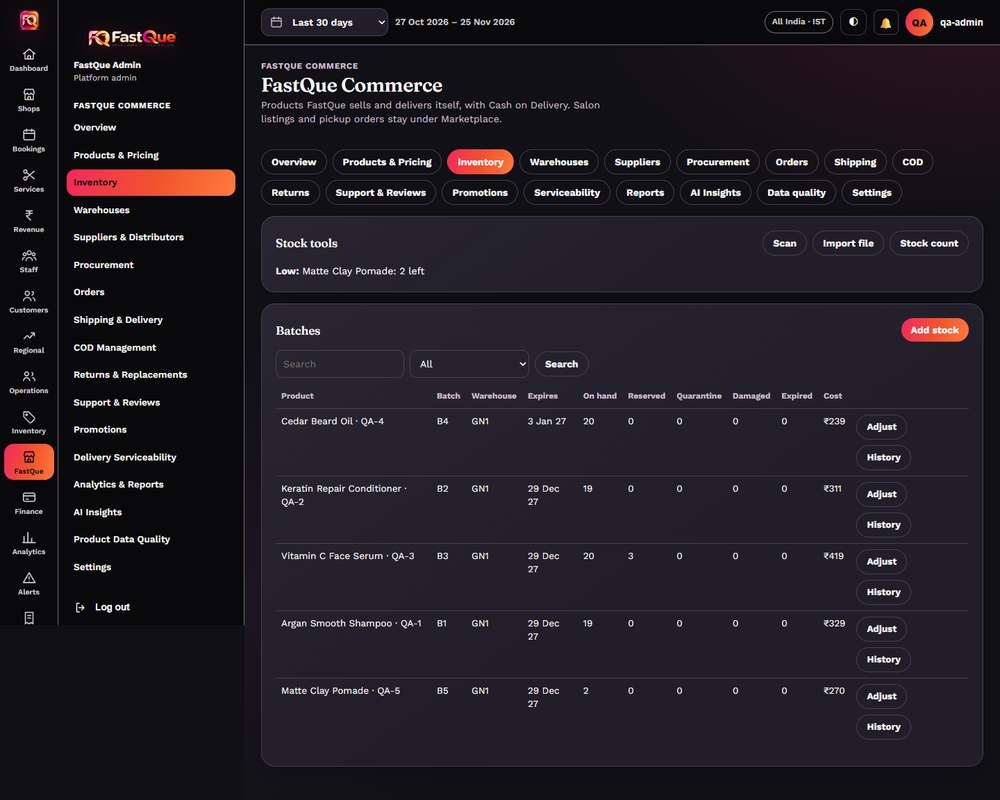 Dashboard
Shops
Bookings
Services
Revenue
Staff
Customers
Regional
Operations
Inventory
FastQue
Finance
Analytics
Alerts
FastQue
FastQue Admin
Platform admin
FASTQUE COMMERCE
Overview
Products & Pricing
Inventory
Warehouses
Suppliers & Distributors
Procurement
Orders
Shipping & Delivery
COD Management
Returns & Replacements
Support & Reviews
Promotions
Delivery Serviceability
Analytics & Reports
AI Insights
Product Data Quality
Settings
Log out
Last 30 days 27 Oct 2026 – 25 Nov 2026 All India · IST QA qa-admin
FASTQUE COMMERCE
FastQue Commerce
Products FastQue sells and delivers itself, with Cash on Delivery. Salon
listings and pickup orders stay under Marketplace.
Overview Products & Pricing Inventory Warehouses Suppliers Procurement Orders Shipping COD
Returns Support & Reviews Promotions Serviceability Reports AI Insights Data quality Settings
Stock tools Scan Import file Stock count
Low: Matte Clay Pomade: 2 left
Batches Add stock
Search All Search
Product Batch Warehouse Expires On hand Reserved Quarantine Damaged Expired Cost
Cedar Beard Oil · QA-4 B4 GN1 3 Jan 27 20 0 0 0 0 ₹239 Adjust
History
Keratin Repair Conditioner · B2 GN1 29 Dec 19 0 0 0 0 ₹311 Adjust
QA-2 27
History
Vitamin C Face Serum · QA-3 B3 GN1 29 Dec 20 3 0 0 0 ₹419 Adjust
27
History
Argan Smooth Shampoo · QA-1 B1 GN1 29 Dec 19 0 0 0 0 ₹329 Adjust
27
History
Matte Clay Pomade · QA-5 B5 GN1 29 Dec 2 0 0 0 0 ₹270 Adjust
27
History